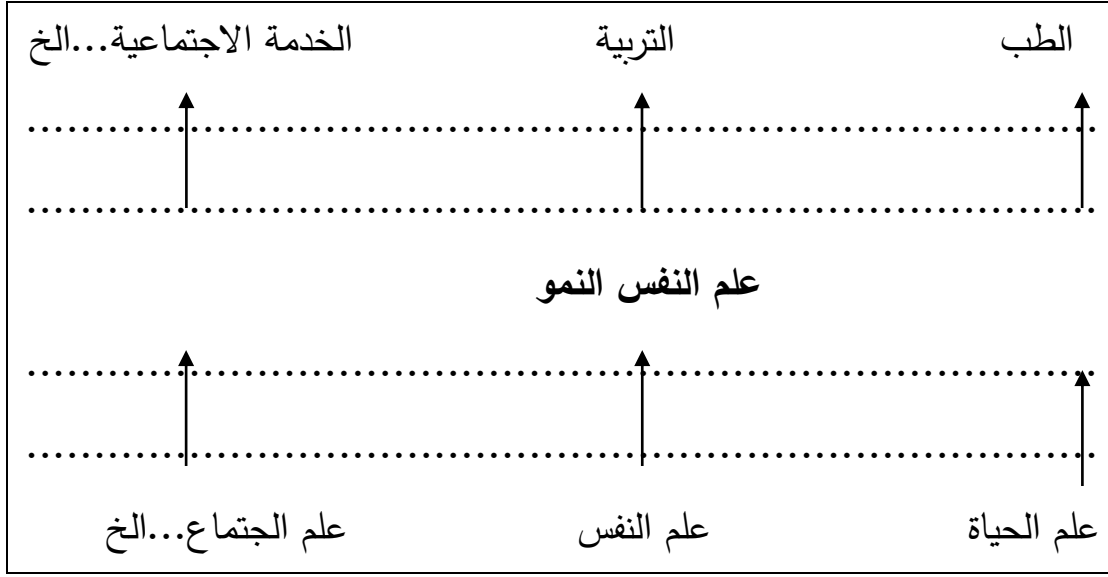 الطب التربية الخدمة الاجتماعية...الخ
علم النفس النمو
علم الحياة علم النفس علم الجتماع...الخ